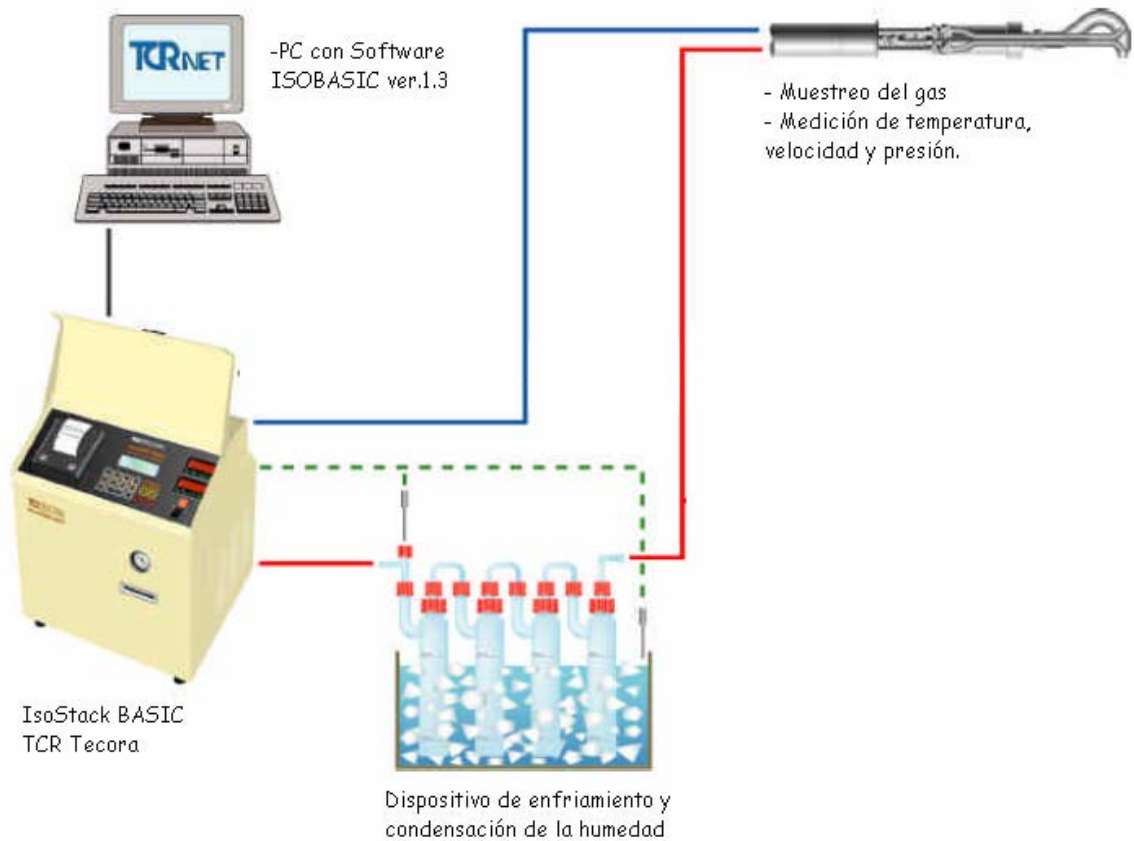 TCRNET
-PC con Software
ISOBASIC ver.1.3
- Muestreo del gas
- Medición de temperatura,
velocidad y presión.
IsoStack BASIC
TCR Tecora
Dispositivo de enfriamiento y
condensación de la humedad